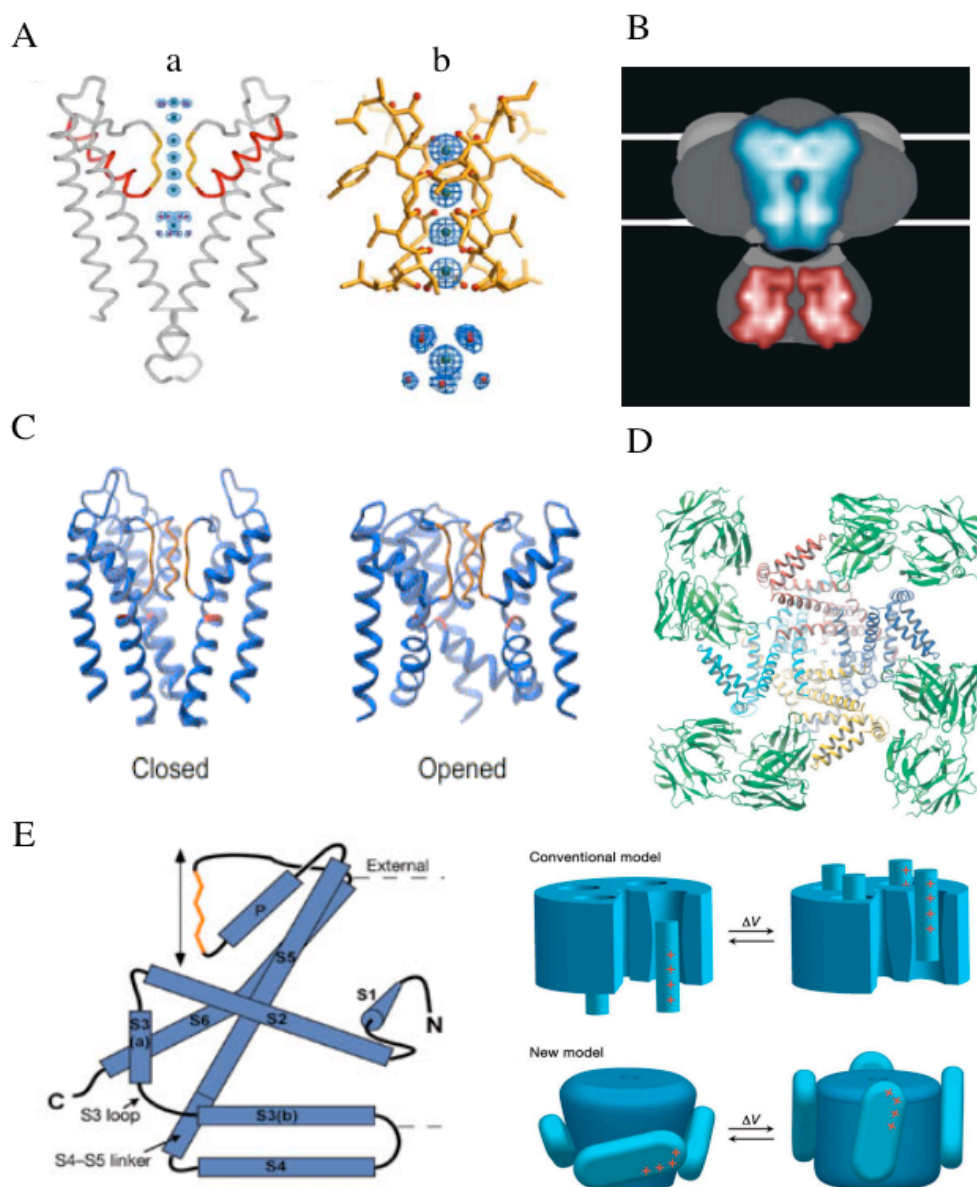 A
a
b
B
C
Closed
Opened
D
E
External
P
S5
S1
N
S2
S6
S3
(a)
C
S3 loop
S3(b)
S4–S5 linker
S4
Conventional model
ΔV
+ + + +
+ + + + +
New model
ΔV
+ + + +
+ + + +